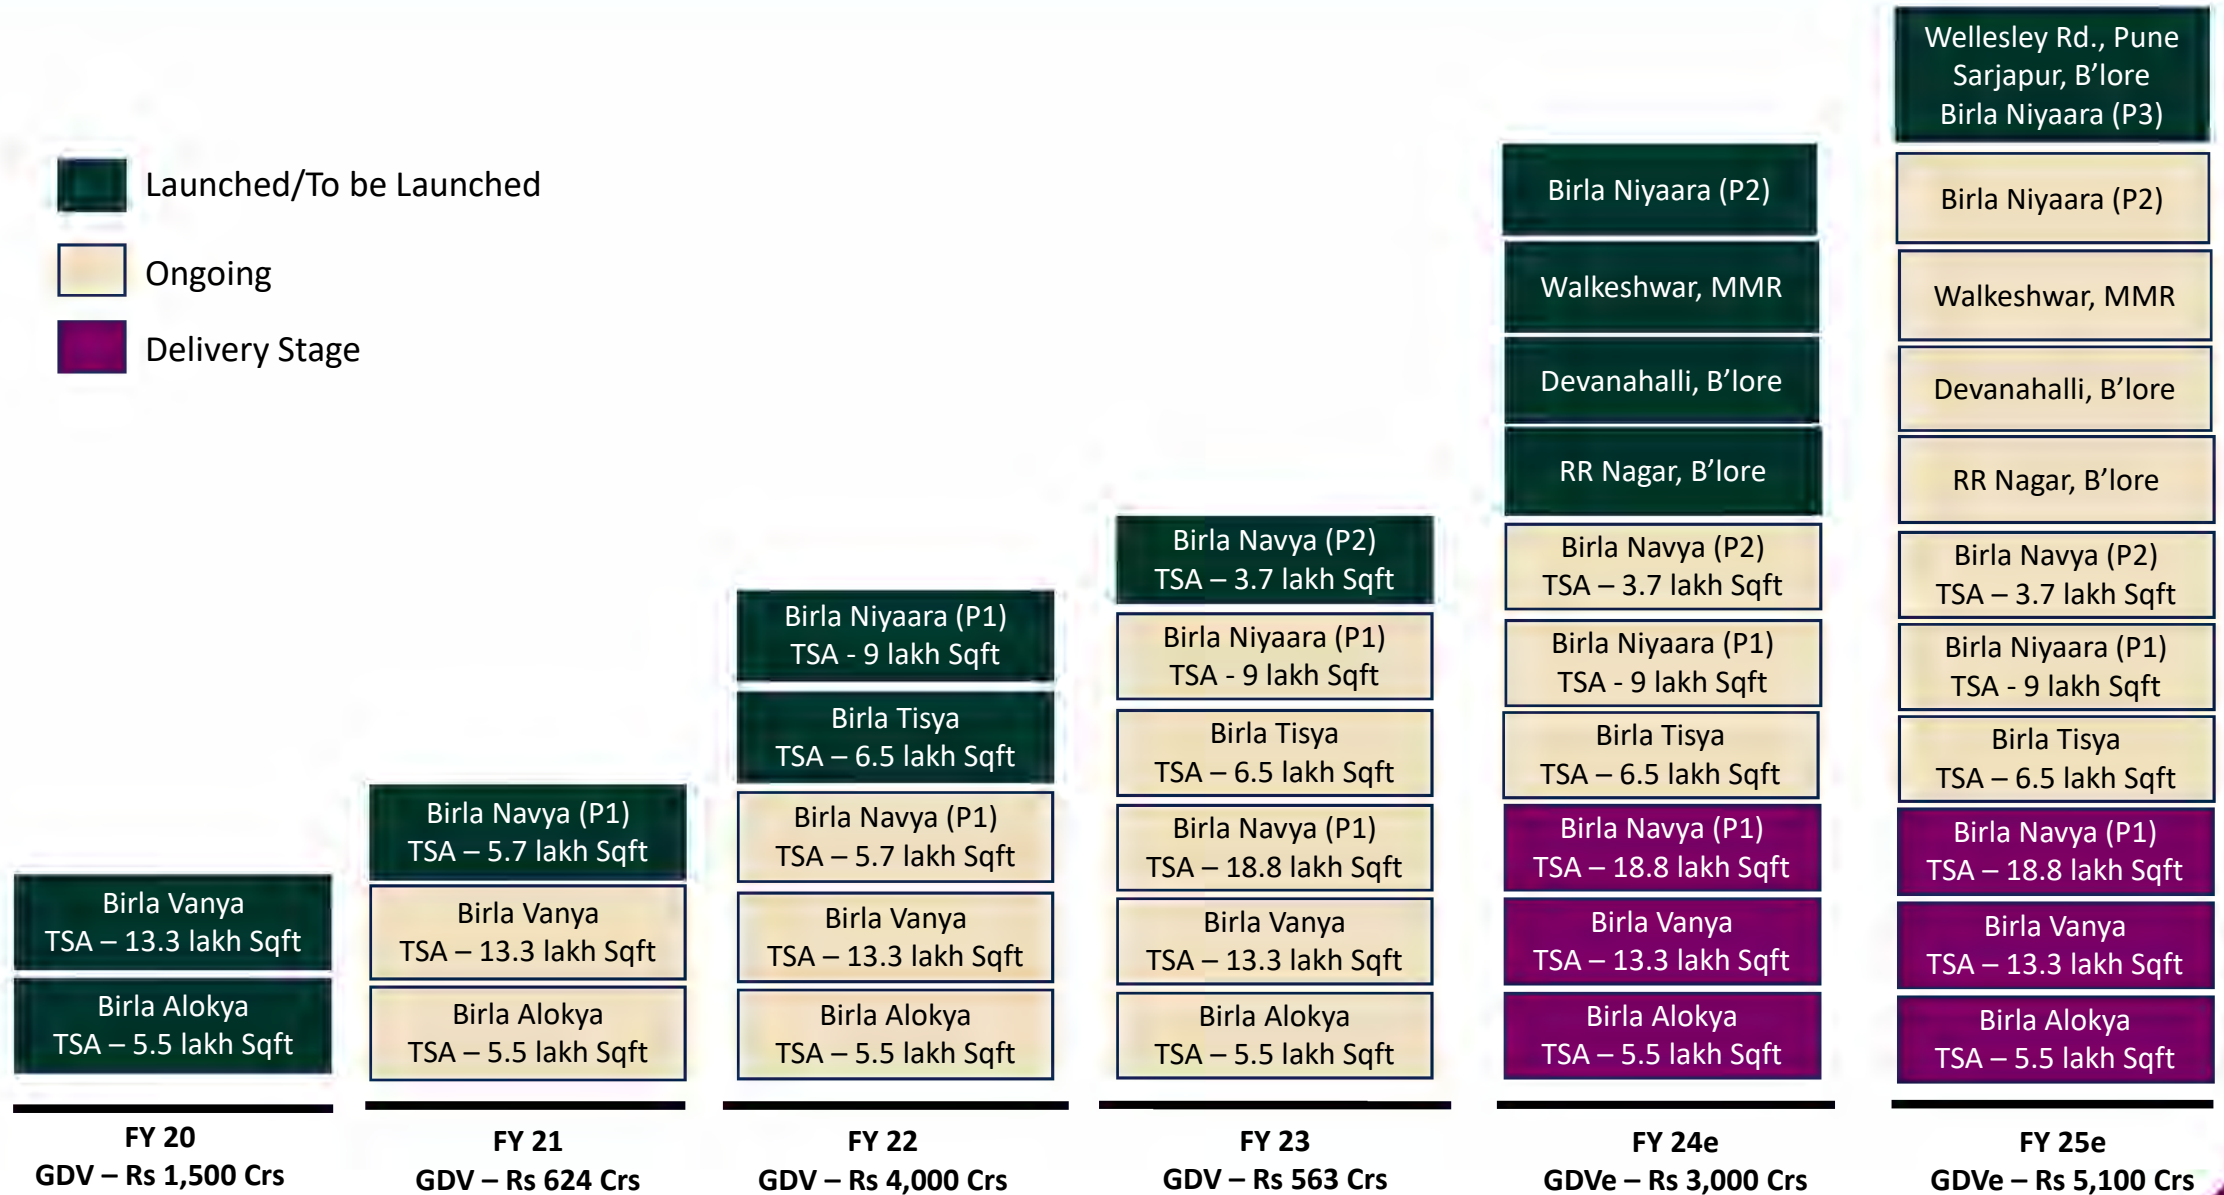 Launched/To be Launched
Ongoing
Delivery Stage
Birla Vanya
TSA – 13.3 lakh Sqft
Birla Alokya
TSA – 5.5 lakh Sqft
FY 20
GDV – Rs 1,500 Crs
Birla Navya (P1)
TSA – 5.7 lakh Sqft
Birla Vanya
TSA – 13.3 lakh Sqft
Birla Alokya
TSA – 5.5 lakh Sqft
FY 21
GDV – Rs 624 Crs
Birla Niyaara (P1)
TSA - 9 lakh Sqft
Birla Tisya
TSA – 6.5 lakh Sqft
Birla Navya (P1)
TSA – 5.7 lakh Sqft
Birla Vanya
TSA – 13.3 lakh Sqft
Birla Alokya
TSA – 5.5 lakh Sqft
FY 22
GDV – Rs 4,000 Crs
Birla Navya (P2)
TSA – 3.7 lakh Sqft
Birla Niyaara (P1)
TSA - 9 lakh Sqft
Birla Tisya
TSA – 6.5 lakh Sqft
Birla Navya (P1)
TSA – 18.8 lakh Sqft
Birla Vanya
TSA – 13.3 lakh Sqft
Birla Alokya
TSA – 5.5 lakh Sqft
FY 23
GDV – Rs 563 Crs
Birla Niyaara (P2)
Walkeshwar, MMR
Devanahalli, B’lore
RR Nagar, B’lore
Birla Navya (P2)
TSA – 3.7 lakh Sqft
Birla Niyaara (P1)
TSA - 9 lakh Sqft
Birla Tisya
TSA – 6.5 lakh Sqft
Birla Navya (P1)
TSA – 18.8 lakh Sqft
Birla Vanya
TSA – 13.3 lakh Sqft
Birla Alokya
TSA – 5.5 lakh Sqft
FY 24e
GDVe – Rs 3,000 Crs
Wellesley Rd., Pune
Sarjapur, B’lore
Birla Niyaara (P3)
Birla Niyaara (P2)
Walkeshwar, MMR
Devanahalli, B’lore
RR Nagar, B’lore
Birla Navya (P2)
TSA – 3.7 lakh Sqft
Birla Niyaara (P1)
TSA - 9 lakh Sqft
Birla Tisya
TSA – 6.5 lakh Sqft
Birla Navya (P1)
TSA – 18.8 lakh Sqft
Birla Vanya
TSA – 13.3 lakh Sqft
Birla Alokya
TSA – 5.5 lakh Sqft
FY 25e
GDVe – Rs 5,100 Crs